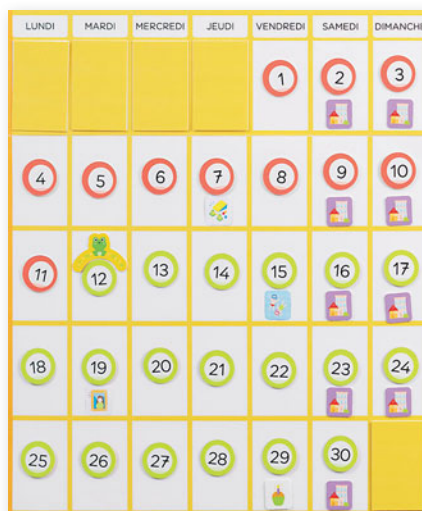 LUNDI MARDI MERCREDI JEUDI VENDREDI SAMEDI DIMANCHE
1 2 3
4 5 6 7 8 9 10
11 12 13 14 15 16 17
18 19 20 21 22 23 24
25 26 27 28 29 30